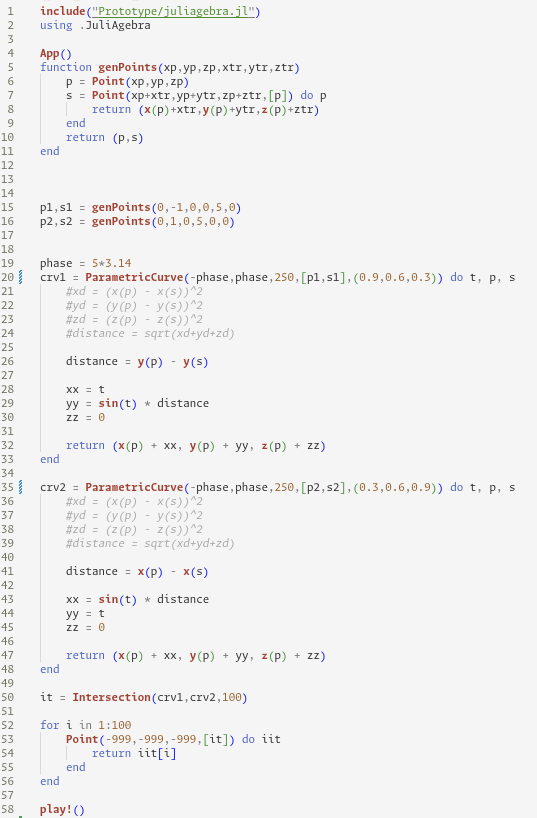 1 include("Prototype/juliagebra.jl")
2 using .JuliAgebra
3
4 App()
5 function genPoints(xp,yp,zp,xtr,ytr,ztr)
6     p = Point(xp,yp,zp)
7     s = Point(xp+xtr,yp+ytr,zp+ztr,[p]) do p
8         return (x(p)+xtr,y(p)+ytr,z(p)+ztr)
9     end
10     return (p,s)
11 end
12
13
14
15 p1,s1 = genPoints(0,-1,0,0,5,0)
16 p2,s2 = genPoints(0,1,0,5,0,0)
17
18
19 phase = 5*3.14
20 crv1 = ParametricCurve(-phase,phase,250,[p1,s1],(0.9,0.6,0.3)) do t, p, s
21     #xd = (x(p) - x(s))^2
22     #yd = (y(p) - y(s))^2
23     #zd = (z(p) - z(s))^2
24     #distance = sqrt(xd+yd+zd)
25
26     distance = y(p) - y(s)
27
28     xx = t
29     yy = sin(t) * distance
30     zz = 0
31
32     return (x(p) + xx, y(p) + yy, z(p) + zz)
33 end
34
35 crv2 = ParametricCurve(-phase,phase,250,[p2,s2],(0.3,0.6,0.9)) do t, p, s
36     #xd = (x(p) - x(s))^2
37     #yd = (y(p) - y(s))^2
38     #zd = (z(p) - z(s))^2
39     #distance = sqrt(xd+yd+zd)
40
41     distance = x(p) - x(s)
42
43     xx = sin(t) * distance
44     yy = t
45     zz = 0
46
47     return (x(p) + xx, y(p) + yy, z(p) + zz)
48 end
49
50 it = Intersection(crv1,crv2,100)
51
52 for i in 1:100
53     Point(-999,-999,-999,[it]) do iit
54         return iit[i]
55     end
56 end
57
58 play!()